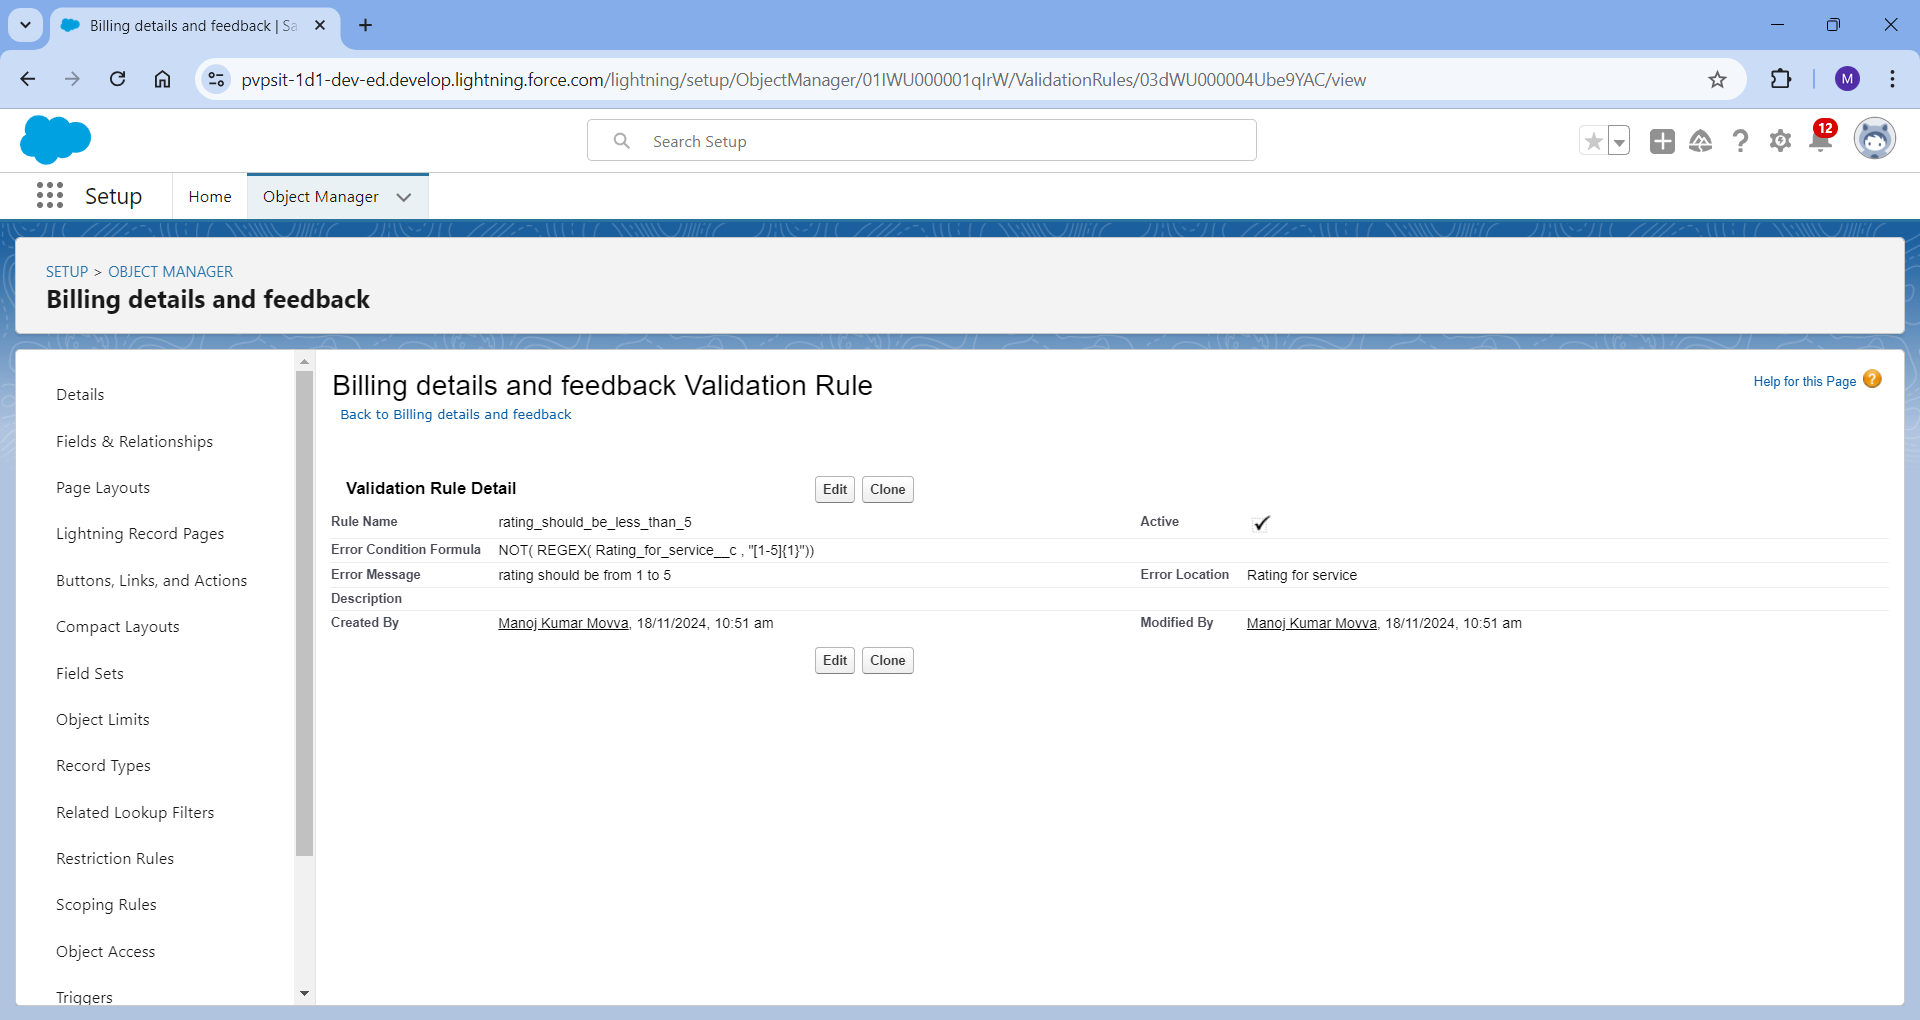 Billing details and feedback | Sa
pvpsit-1d1-dev-ed.develop.lightning.force.com/lightning/setup/ObjectManager/01IWU000001qIrW/ValidationRules/03dWU000004Ube9YAC/view
M
Search Setup
12
Setup
Home
Object Manager
SETUP > OBJECT MANAGER
Billing details and feedback
Details
Fields & Relationships
Page Layouts
Lightning Record Pages
Buttons, Links, and Actions
Compact Layouts
Field Sets
Object Limits
Record Types
Related Lookup Filters
Restriction Rules
Scoping Rules
Object Access
Triggers
Billing details and feedback Validation Rule
Help for this Page ?
Back to Billing details and feedback
Validation Rule Detail
Edit Clone
Rule Name rating_should_be_less_than_5 Active
Error Condition Formula NOT( REGEX( Rating_for_service__c , "[1-5]{1}"))
Error Message rating should be from 1 to 5 Error Location Rating for service
Description
Created By Manoj Kumar Movva, 18/11/2024, 10:51 am Modified By Manoj Kumar Movva, 18/11/2024, 10:51 am
Edit Clone